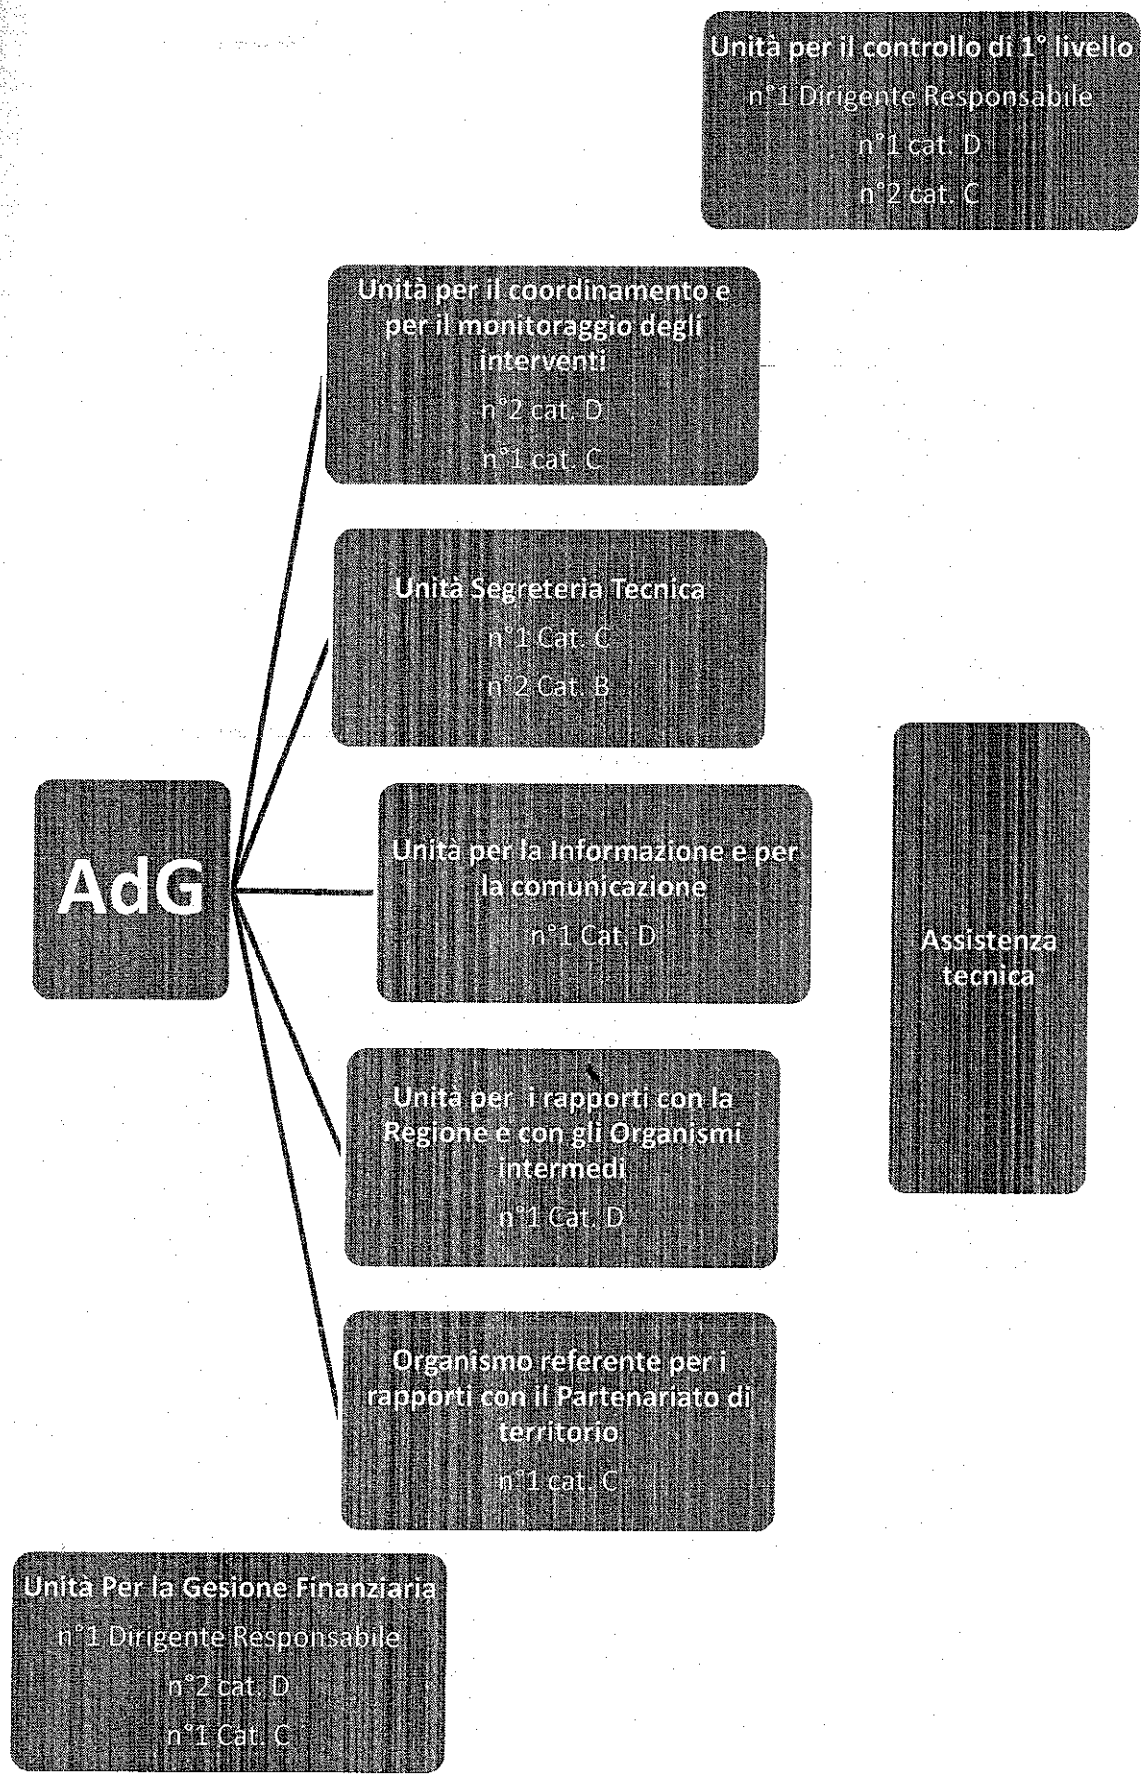 Unità per il controllo di 1° livello
n°1 Dirigente Responsabile
n°1 cat. D
n°2 cat. C
Unità per il coordinamento e
per il monitoraggio degli
interventi
n°2 cat. D
n°1 cat. C
Unità Segreteria Tecnica
n°1 Cat. C
n°2 Cat. B
AdG
Unità per la Informazione e per
la comunicazione
n°1 Cat. D
Assistenza
tecnica
Unità per i rapporti con la
Regione e con gli Organismi
intermedi
n°1 Cat. D
Organismo referente per i
rapporti con il Partenariato di
territorio
n°1 cat. C
Unità Per la Gesione Finanziaria
n°1 Dirigente Responsabile
n°2 cat. D
n°1 Cat. C